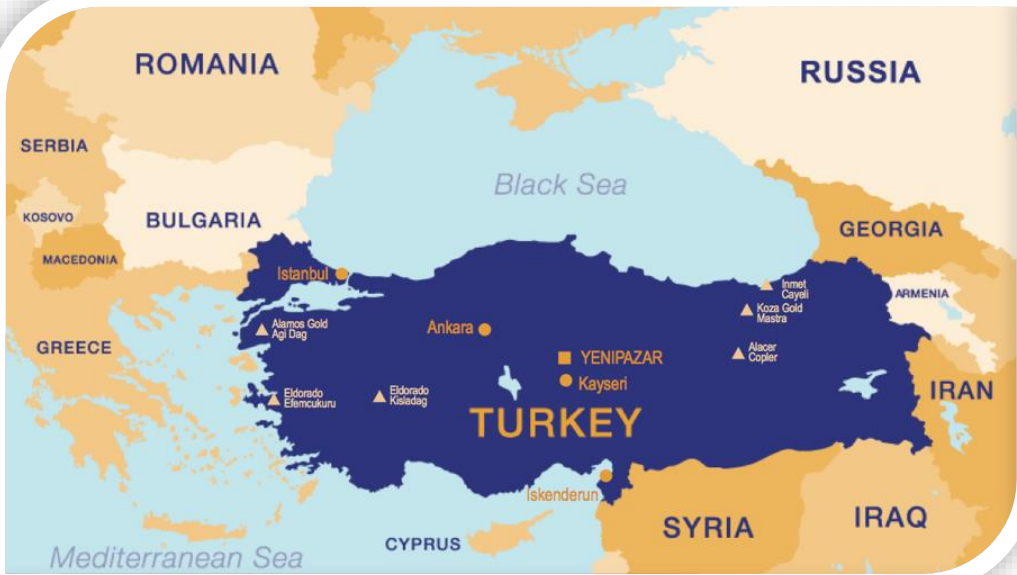 ROMANIA
RUSSIA
SERBIA
Black Sea
KOSOVO
BULGARIA
GEORGIA
MACEDONIA
Istanbul
Inmet
Cayeli
ARMENIA
Koza Gold
Mastra
Alamos Gold
Agi Dag
Ankara
GREECE
Alacer
Copler
YENIPAZAR
Kayseri
IRAN
Eldorado
Efemcukuru
Eldorado
Kisladag
TURKEY
Iskenderun
SYRIA
IRAQ
CYPRUS
Mediterranean Sea